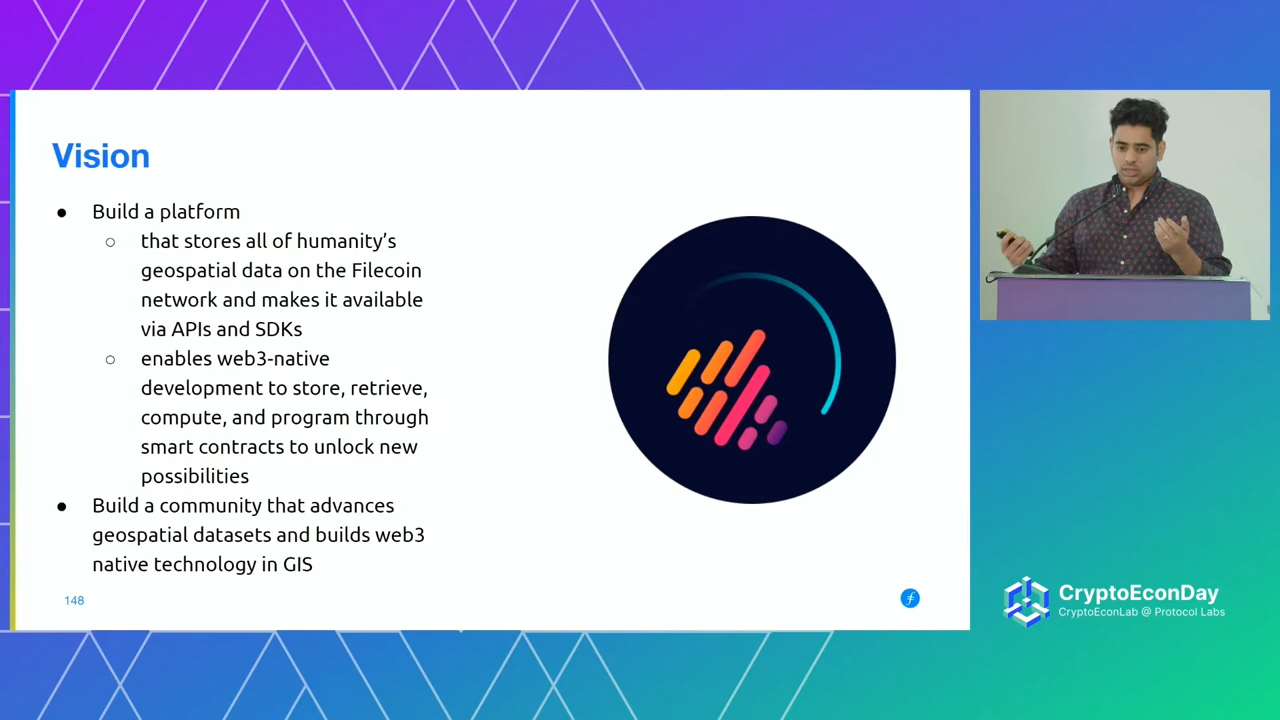 Vision
● Build a platform
○ that stores all of humanity’s
geospatial data on the Filecoin
network and makes it available
via APIs and SDKs
○ enables web3-native
development to store, retrieve,
compute, and program through
smart contracts to unlock new
possibilities
● Build a community that advances
geospatial datasets and builds web3
native technology in GIS
148
CryptoEconDay
CryptoEconLab @ Protocol Labs